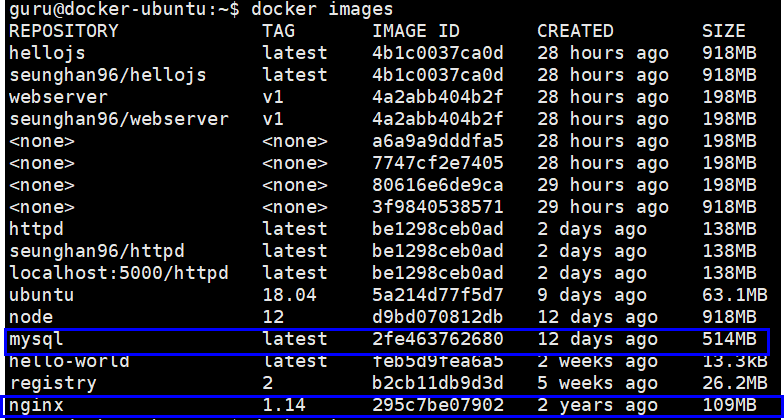 guru@docker-ubuntu:~$ docker images
REPOSITORY TAG IMAGE ID CREATED SIZE
hellojs latest 4b1c0037ca0d 28 hours ago 918MB
seunghan96/hellojs latest 4b1c0037ca0d 28 hours ago 918MB
webserver v1 4a2abb404b2f 28 hours ago 198MB
seunghan96/webserver v1 4a2abb404b2f 28 hours ago 198MB
<none> <none> a6a9a9dddfa5 28 hours ago 198MB
<none> <none> 7747cf2e7405 28 hours ago 198MB
<none> <none> 80616e6de9ca 29 hours ago 198MB
<none> <none> 3f9840538571 29 hours ago 918MB
httpd latest be1298ceb0ad 2 days ago 138MB
seunghan96/httpd latest be1298ceb0ad 2 days ago 138MB
localhost:5000/httpd latest be1298ceb0ad 2 days ago 138MB
ubuntu 18.04 5a214d77f5d7 9 days ago 63.1MB
node 12 d9bd070812db 12 days ago 918MB
mysql latest 2fe463762680 12 days ago 514MB
hello-world latest feb5d9fea6a5 2 weeks ago 13.3kB
registry 2 b2cb11db9d3d 5 weeks ago 26.2MB
nginx 1.14 295c7be07902 2 years ago 109MB